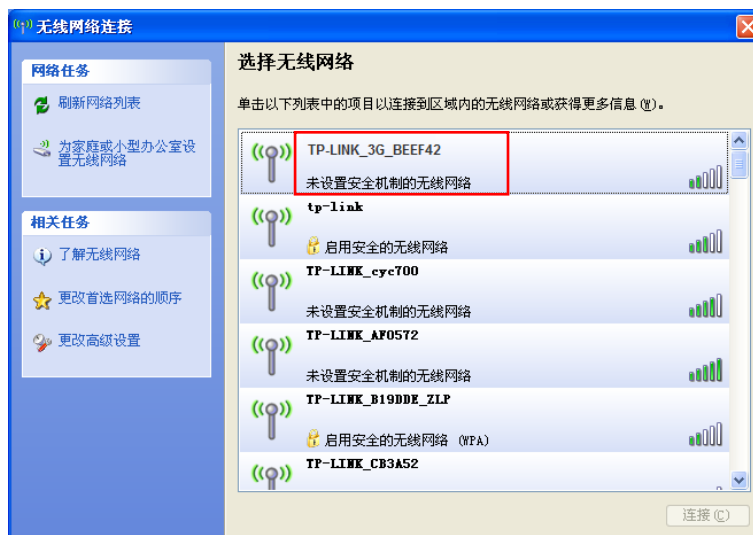 无线网络连接
网络任务
刷新网络列表
为家庭或小型办公室设
置无线网络
相关任务
了解无线网络
更改首选网络的顺序
更改高级设置
选择无线网络
单击以下列表中的项目以连接到区域内的无线网络或获得更多信息(W)。
TP-LINK_3G_BEEF42
未设置安全机制的无线网络
tp-link
启用安全的无线网络
TP-LINK_cyc700
未设置安全机制的无线网络
TP-LINK_AF0572
未设置安全机制的无线网络
TP-LINK_B19DDE_ZLP
启用安全的无线网络 (WPA)
TP-LINK_CB3A52
连接(C)